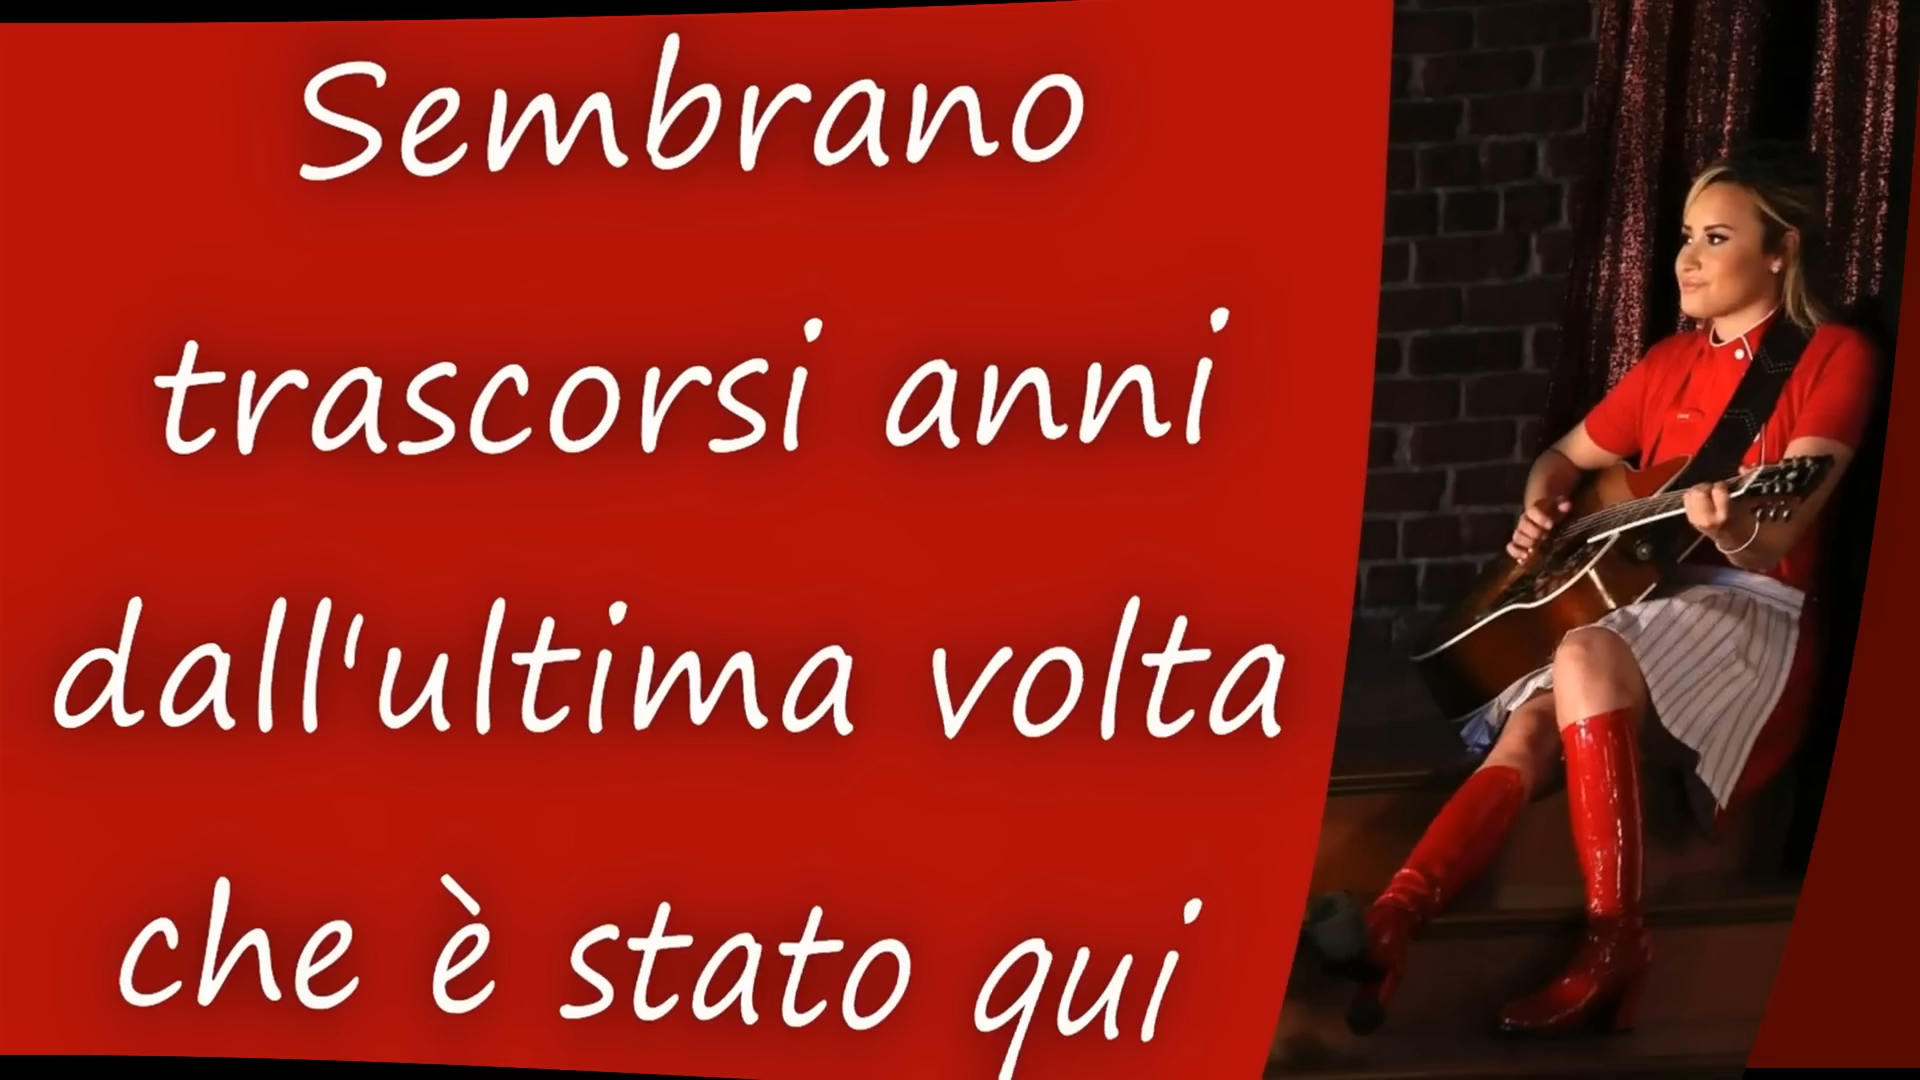 Sembrano
trascorsi anni
dall'ultima volta
che è stato qui